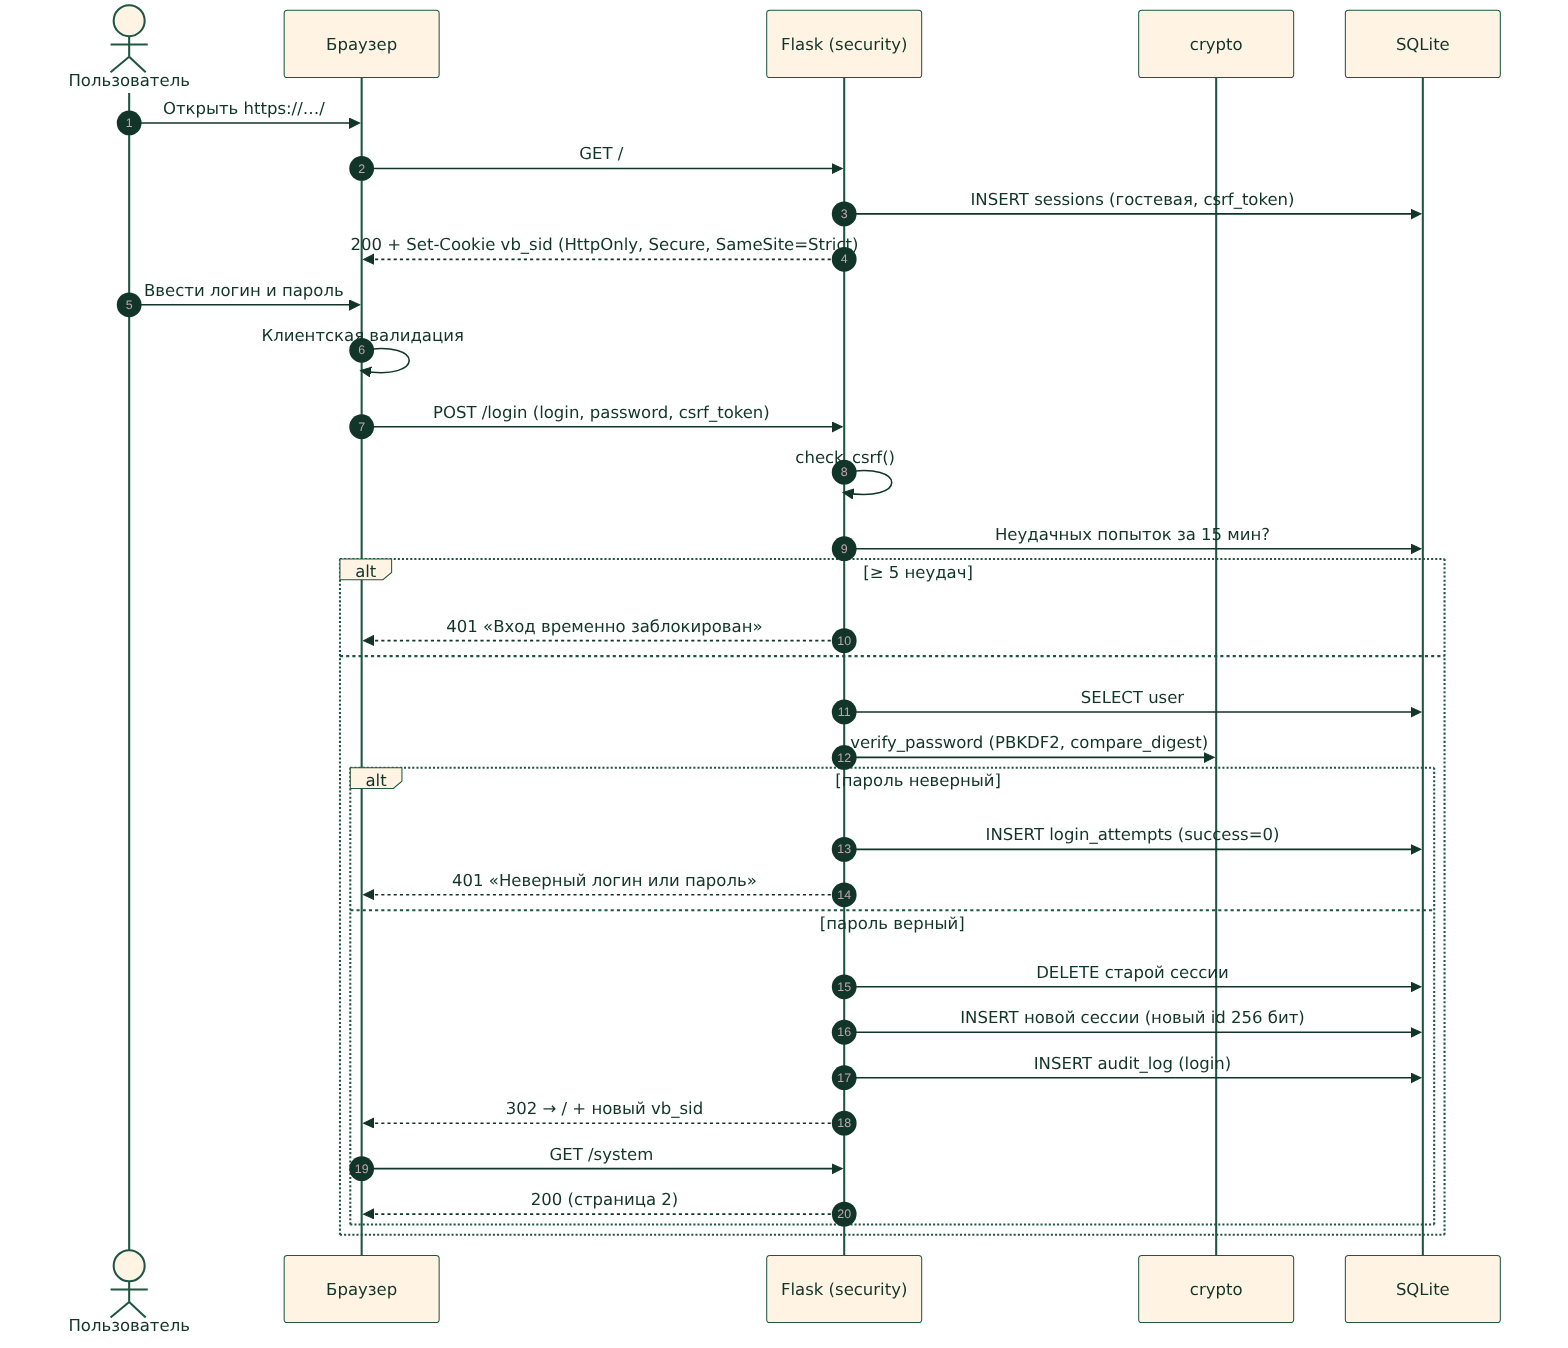 Пользователь
Браузер
Flask (security)
crypto
SQLite
1
Открыть https://.../
2
GET /
3
INSERT sessions (гостевая, csrf_token)
4
200 + Set-Cookie vb_sid (HttpOnly, Secure, SameSite=Strict)
5
Ввести логин и пароль
6
Клиентская валидация
7
POST /login (login, password, csrf_token)
8
check_csrf()
9
Неудачных попыток за 15 мин?
alt
[≥ 5 неудач]
10
401 «Вход временно заблокирован»
11
SELECT user
12
verify_password (PBKDF2, compare_digest)
alt
[пароль неверный]
13
INSERT login_attempts (success=0)
14
401 «Неверный логин или пароль»
[пароль верный]
15
DELETE старой сессии
16
INSERT новой сессии (новый id 256 бит)
17
INSERT audit_log (login)
18
302 → / + новый vb_sid
19
GET /system
20
200 (страница 2)
Пользователь
Браузер
Flask (security)
crypto
SQLite